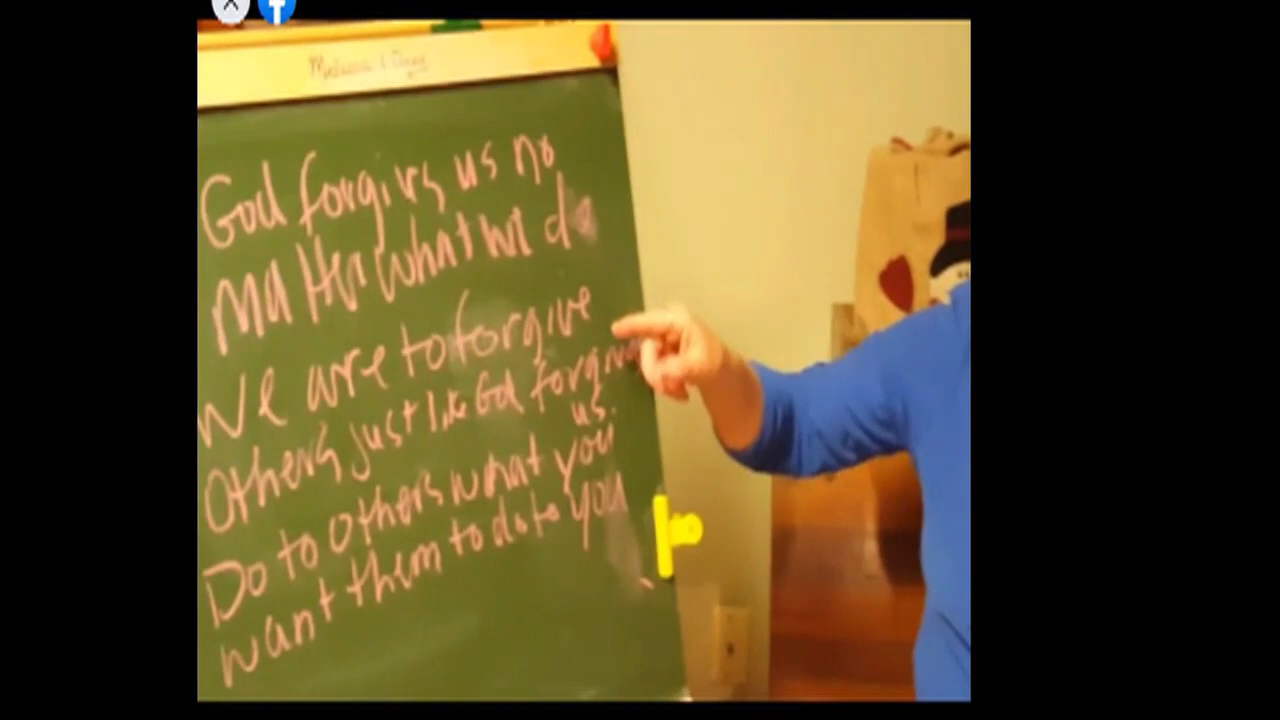 God forgives us no
matter what we do
We are to forgive
others just like God forgives
us.
Do to others what you
want them to do to you